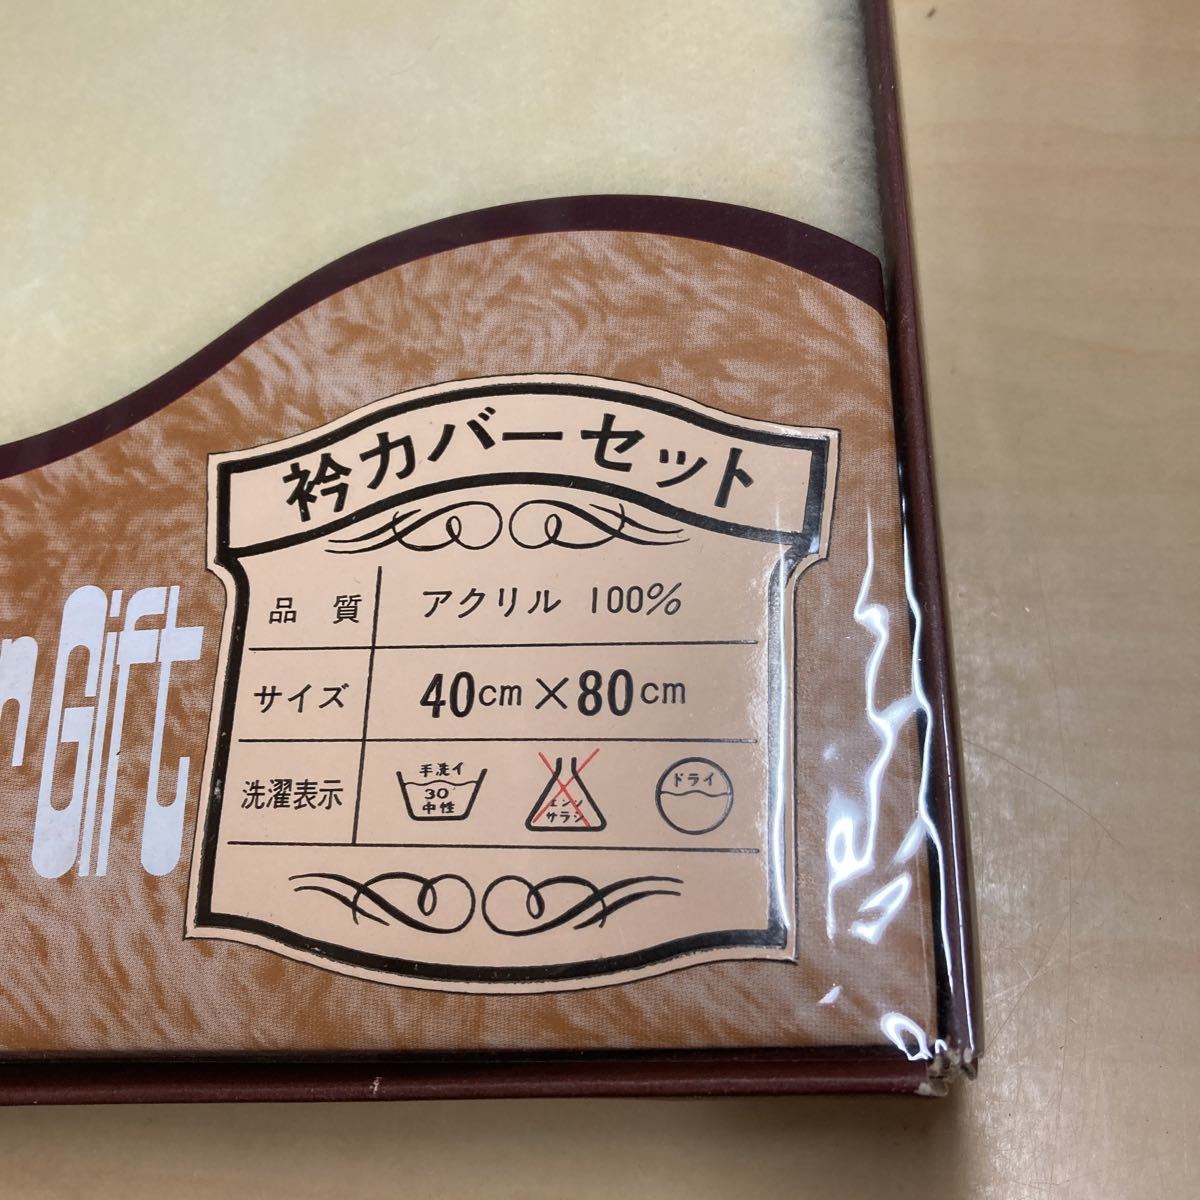 衿カバーセット
品質 アクリル 100%
サイズ 40cm×80cm
洗濯表示
手洗イ
30
中性
エンソ
サラシ
ドライ
Gift